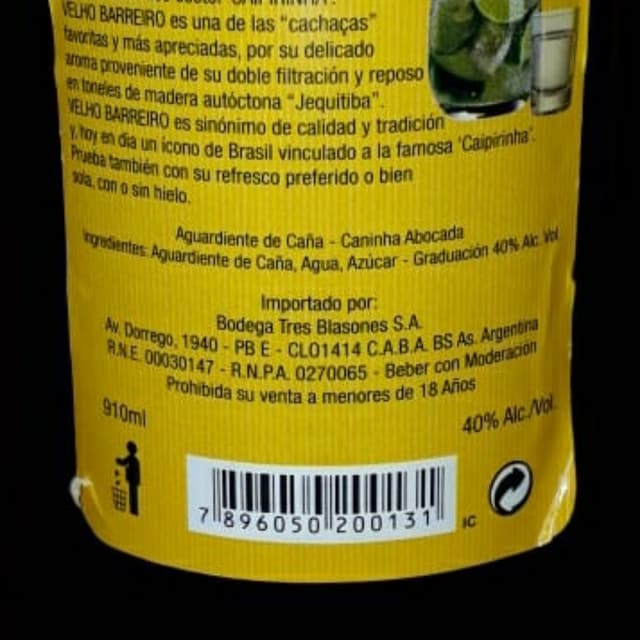 VELHO BARREIRO es una de las "cachaças"
favoritas y más apreciadas, por su delicado
aroma proveniente de su doble filtración y reposo
en toneles de madera autóctona "Jequitiba".
VELHO BARREIRO es sinónimo de calidad y tradición
y, hoy en día un ícono de Brasil vinculado a la famosa 'Caipirinha'.
Prueba también con su refresco preferido o bien
sola, con o sin hielo.
Aguardiente de Caña - Caninha Abocada
Ingredientes: Aguardiente de Caña, Agua, Azúcar - Graduación 40% Alc. Vol
Importado por:
Bodega Tres Blasones S.A.
Av. Dorrego, 1940 - PB E - CLO1414 C.A.B.A. BS As. Argentina
R.N.E. 00030147 - R.N.P.A. 0270065 - Beber con Moderación
Prohibida su venta a menores de 18 Años
910ml
40% Alc./Vol.
7 896050 200131
IC